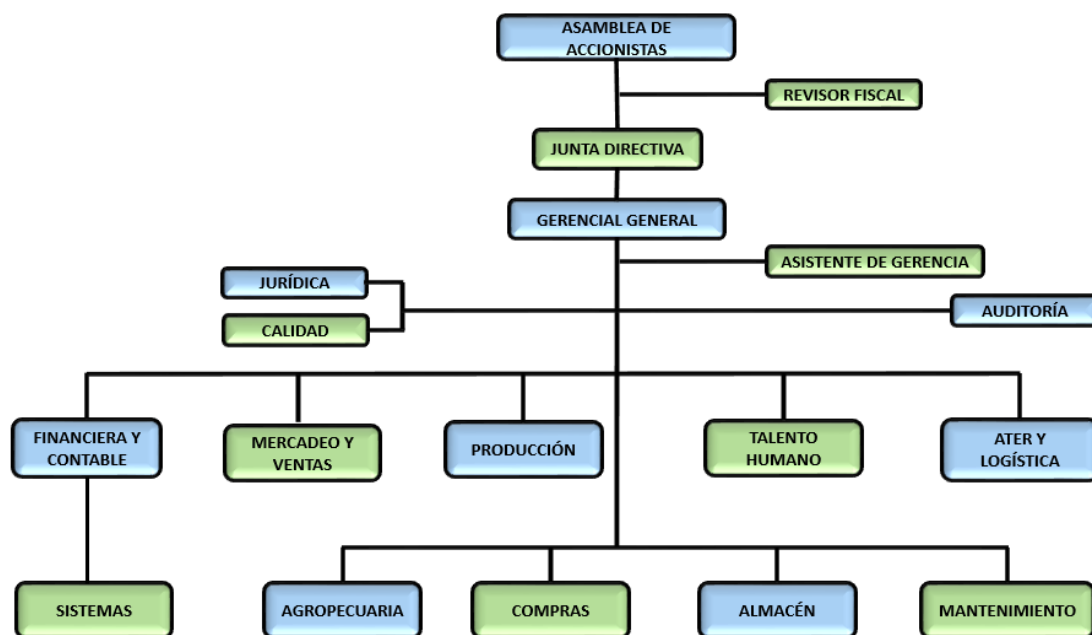 ASAMBLEA DE
ACCIONISTAS
REVISOR FISCAL
JUNTA DIRECTIVA
GERENCIAL GENERAL
ASISTENTE DE GERENCIA
JURÍDICA
AUDITORÍA
CALIDAD
FINANCIERA Y
CONTABLE
MERCADEO Y
VENTAS
PRODUCCIÓN
TALENTO
HUMANO
ATER Y
LOGÍSTICA
SISTEMAS
AGROPECUARIA
COMPRAS
ALMACÉN
MANTENIMIENTO